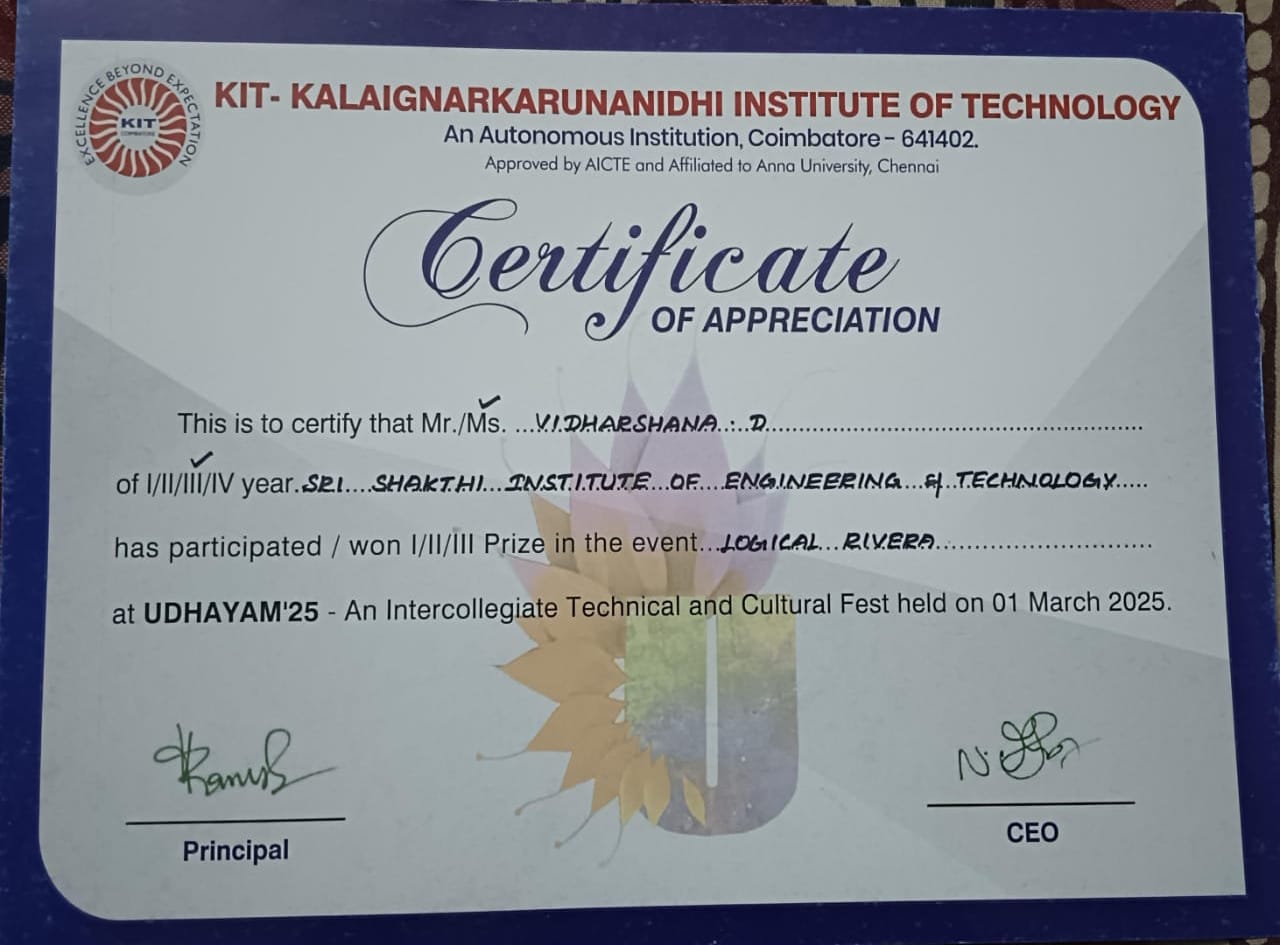 EXCELLENCE BEYOND EXPECTATION
KIT
COIMBATORE
KIT- KALAIGNARKARUNANIDHI INSTITUTE OF TECHNOLOGY
An Autonomous Institution, Coimbatore - 641402.
Approved by AICTE and Affiliated to Anna University, Chennai
Certificate
OF APPRECIATION
This is to certify that Mr./Ms. ...VIDHARSHANA..:..D...
of I/II/III/IV year.SRI....SHAKTHI...INSTITUTE...OF....ENGINEERING...&..TECHNOLOGY.....
has participated / won I/II/III Prize in the event...LOGICAL...RIVERA...
at UDHAYAM'25 - An Intercollegiate Technical and Cultural Fest held on 01 March 2025.
Principal
CEO